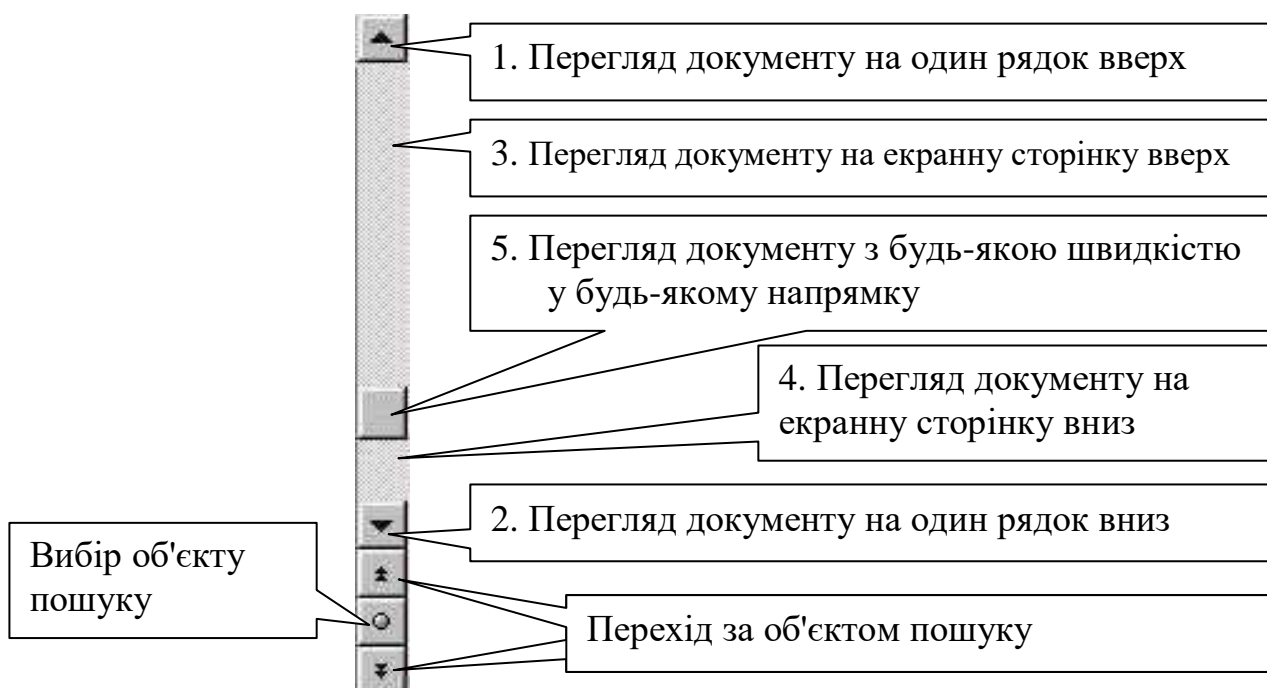 1. Перегляд документу на один рядок вверх
3. Перегляд документу на екранну сторінку вверх
5. Перегляд документу з будь-якою швидкістю
у будь-якому напрямку
4. Перегляд документу на
екранну сторінку вниз
2. Перегляд документу на один рядок вниз
Вибір об'єкту
пошуку
Перехід за об'єктом пошуку